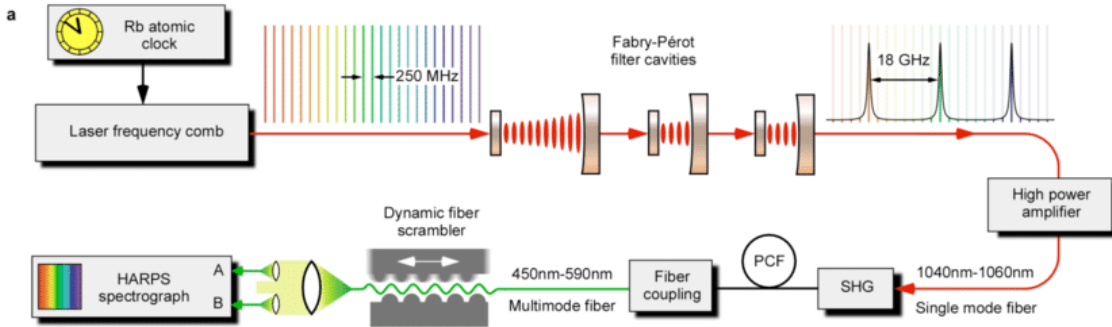 a
Rb atomic
clock
Laser frequency comb
250 MHz
Fabry-Pérot
filter cavities
18 GHz
High power
amplifier
1040nm-1060nm
Single mode fiber
SHG
PCF
Fiber
coupling
450nm-590nm
Multimode fiber
Dynamic fiber
scrambler
A
B
HARPS
spectrograph